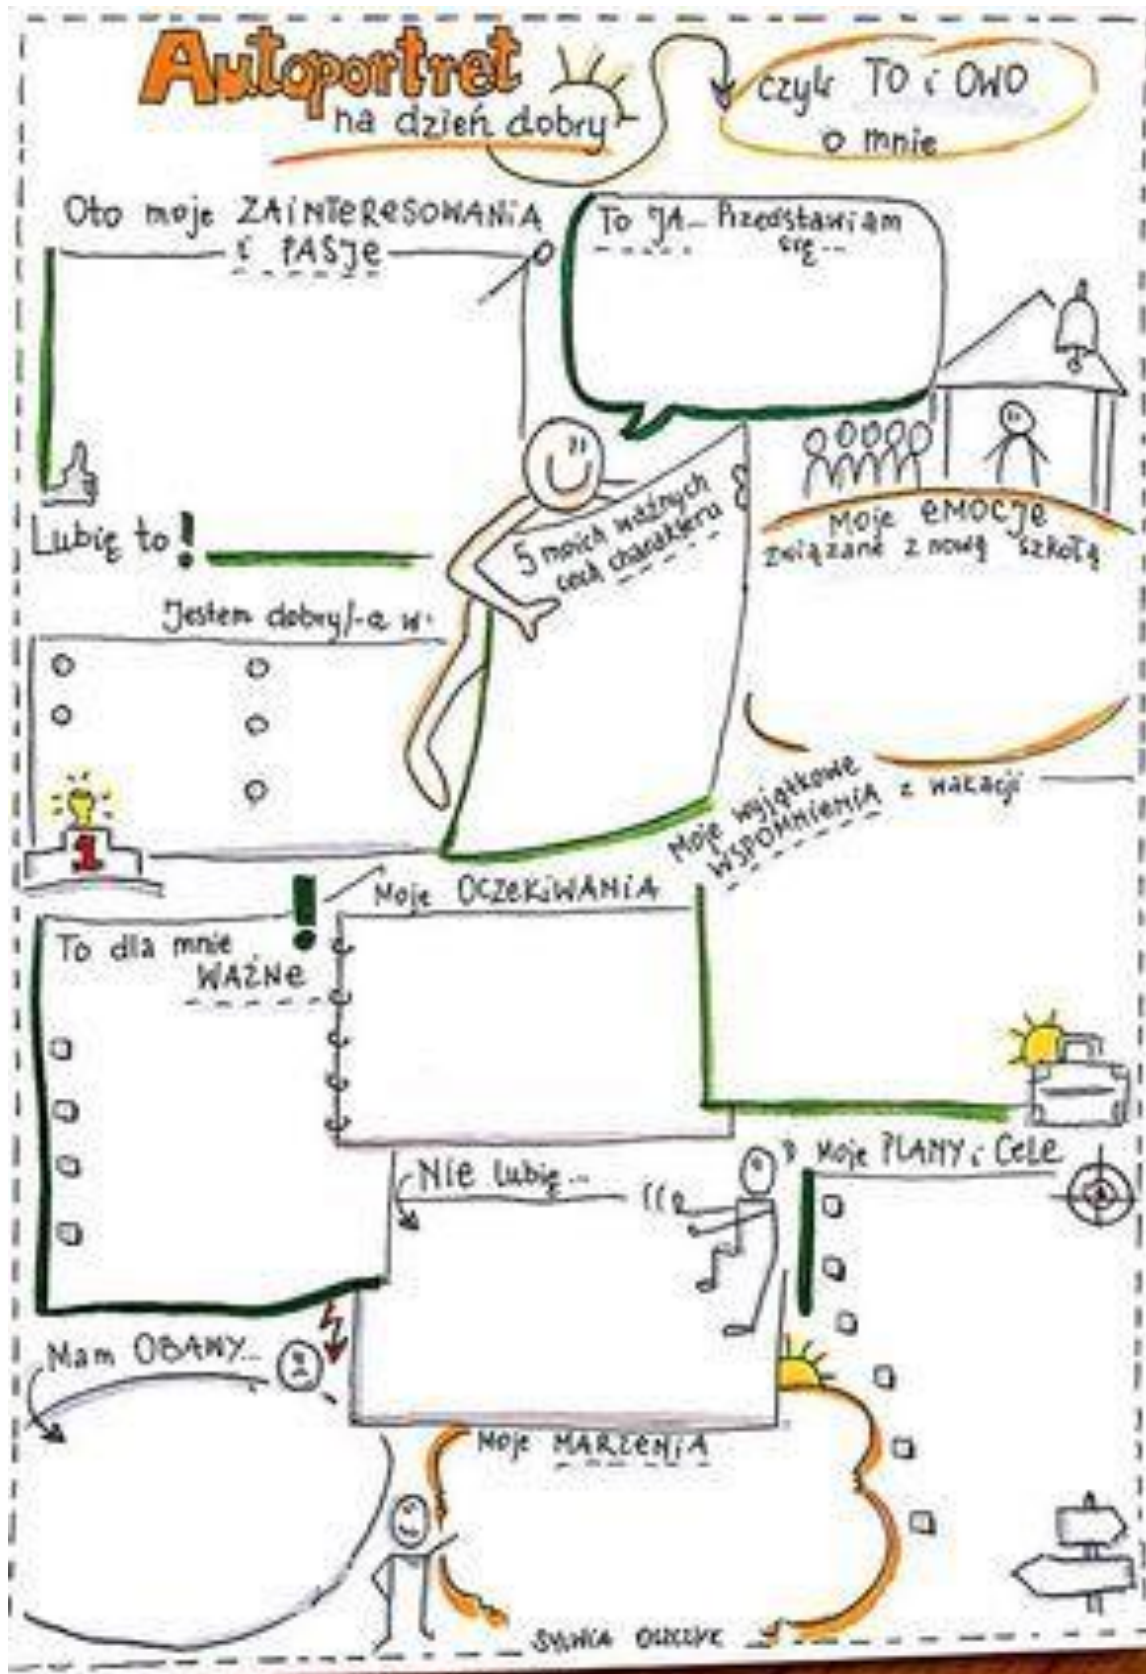 Autoportret
na dzień dobry
czyli TO i OWO
o mnie
Oto moje ZAINTERESOWANIA
i PASJE
To JA... Przedstawiam
się...
5 moich ważnych
cech charakteru
Moje EMOCJE
związane z nową szkołą
Lubię to!
Jestem dobry/-a w:
1
Moje wyjątkowe
WSPOMNIENIA z wakacji
Moje OCZEKIWANIA
To dla mnie
WAŻNE
NIE lubię...
Moje PLANY i CELE
Mam OBAWY...
Moje MARZENIA
SYLWIA